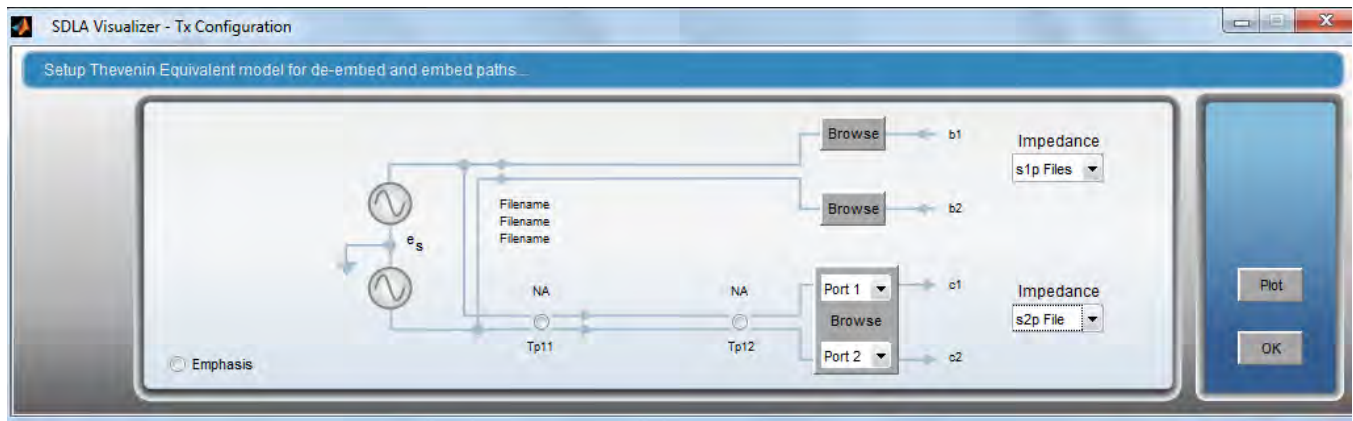 SDLA Visualizer - Tx Configuration
Setup Thevenin Equivalent model for de-embed and embed paths...
Browse
b1
Impedance
s1p Files
Browse
b2
Filename
Filename
Filename
es
NA
NA
Port 1
c1
Impedance
Browse
s2p File
Tp11
Tp12
Port 2
c2
Emphasis
Plot
OK